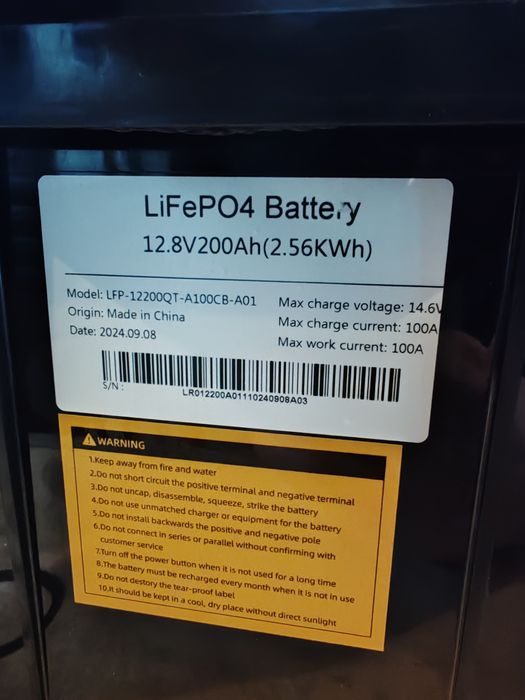 LiFePO4 Battery
12.8V200Ah(2.56KWh)
Model: LFP-12200QT-A100CB-A01
Origin: Made in China
Date: 2024.09.08
Max charge voltage: 14.6V
Max charge current: 100A
Max work current: 100A
S/N :
LR012200A01110240908A03
WARNING
1.Keep away from fire and water
2.Do not short circuit the positive terminal and negative terminal
3.Do not uncap, disassemble, squeeze, strike the battery
4.Do not use unmatched charger or equipment for the battery
5.Do not install backwards the positive and negative pole
6.Do not connect in series or parallel without confirming with
customer service
7.Turn off the power button when it is not used for a long time
8.The battery must be recharged every month when it is not in use
9.Do not destory the tear-proof label
10.It should be kept in a cool, dry place without direct sunlight